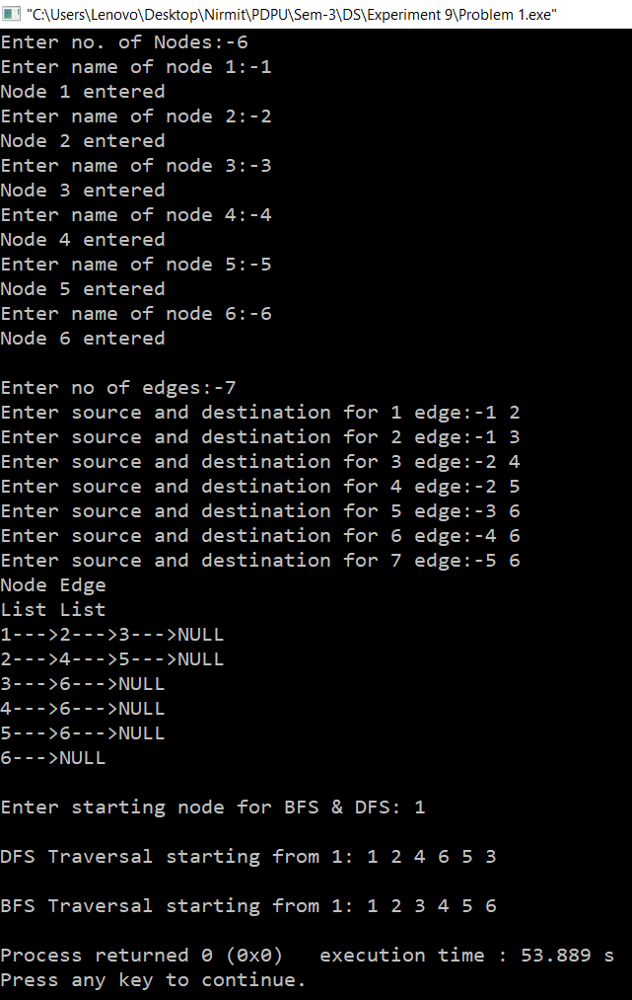 "C:\Users\Lenovo\Desktop\Nirmit\PDPU\Sem-3\DS\Experiment 9\Problem 1.exe"
Enter no. of Nodes:-6
Enter name of node 1:-1
Node 1 entered
Enter name of node 2:-2
Node 2 entered
Enter name of node 3:-3
Node 3 entered
Enter name of node 4:-4
Node 4 entered
Enter name of node 5:-5
Node 5 entered
Enter name of node 6:-6
Node 6 entered
Enter no of edges:-7
Enter source and destination for 1 edge:-1 2
Enter source and destination for 2 edge:-1 3
Enter source and destination for 3 edge:-2 4
Enter source and destination for 4 edge:-2 5
Enter source and destination for 5 edge:-3 6
Enter source and destination for 6 edge:-4 6
Enter source and destination for 7 edge:-5 6
Node Edge
List List
1--->2--->3--->NULL
2--->4--->5--->NULL
3--->6--->NULL
4--->6--->NULL
5--->6--->NULL
6--->NULL
Enter starting node for BFS & DFS: 1
DFS Traversal starting from 1: 1 2 4 6 5 3
BFS Traversal starting from 1: 1 2 3 4 5 6
Process returned 0 (0x0)   execution time : 53.889 s
Press any key to continue.